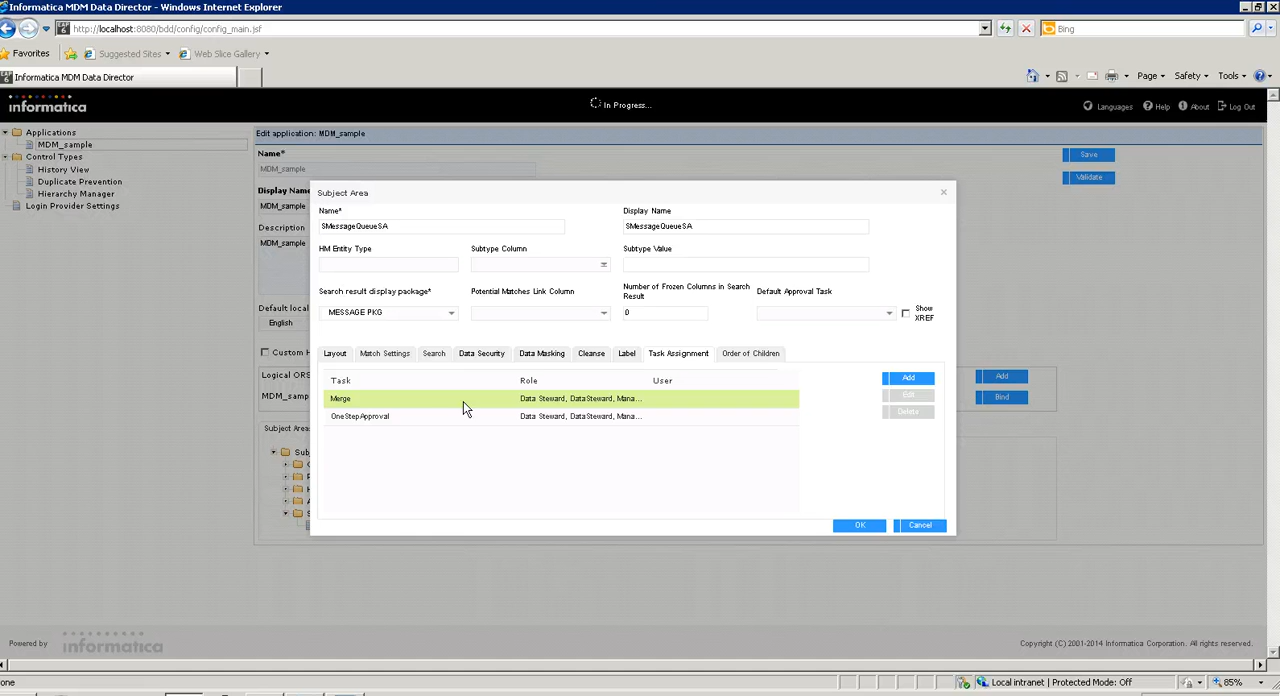 Informatica MDM Data Director - Windows Internet Explorer
http://localhost:8080/bdd/config/config_main.jsf
Bing
Favorites
Suggested Sites
Web Slice Gallery
Informatica MDM Data Director
Page
Safety
Tools
informatica
In Progress...
Languages
Help
About
Log Out
Applications
MDM_sample
Control Types
History View
Duplicate Prevention
Hierarchy Manager
Login Provider Settings
Edit application: MDM_sample
Name*
MDM_sample
Save
Validate
Display Nam
MDM_sample
Description
MDM_sample
Default local
English
Custom H
Logical ORS
MDM_samp
Add
Bind
Subject Area
Sub
Subject Area
Name*
SMessageQueueSA
Display Name
SMessageQueueSA
HM Entity Type
Subtype Column
Subtype Value
Search result display package*
MESSAGE PKG
Potential Matches Link Column
Number of Frozen Columns in Search
Result
0
Default Approval Task
Show
XREF
Layout
Match Settings
Search
Data Security
Data Masking
Cleanse
Label
Task Assignment
Order of Children
Task Role User
Merge Data Steward, DataSteward, Mana...
OneStepApproval Data Steward, DataSteward, Mana...
Add
Edit
Delete
OK
Cancel
Powered by informatica
Copyright (C) 2001-2014 Informatica Corporation. All rights reserved.
one
Local intranet | Protected Mode: Off
85%